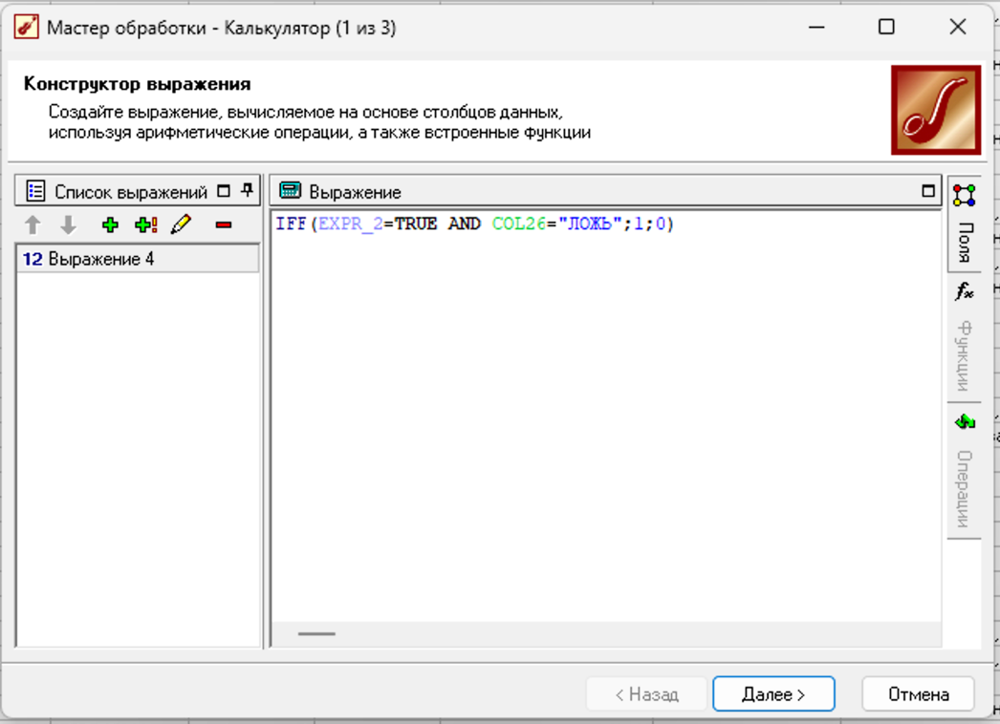 Мастер обработки - Калькулятор (1 из 3)
Конструктор выражения
Создайте выражение, вычисляемое на основе столбцов данных,
используя арифметические операции, а также встроенные функции
Список выражений
12 Выражение 4
Выражение
IFF(EXPR_2=TRUE AND COL26="ЛОЖЬ";1;0)
Поля
fx
Функции
Операции
< Назад
Далее >
Отмена